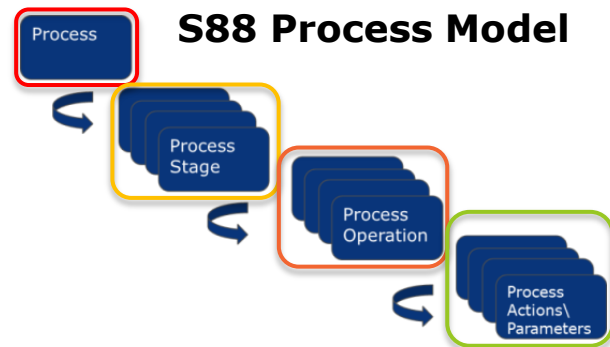 S88 Process Model
Process
Process
Stage
Process
Operation
Process
Actions\
Parameters